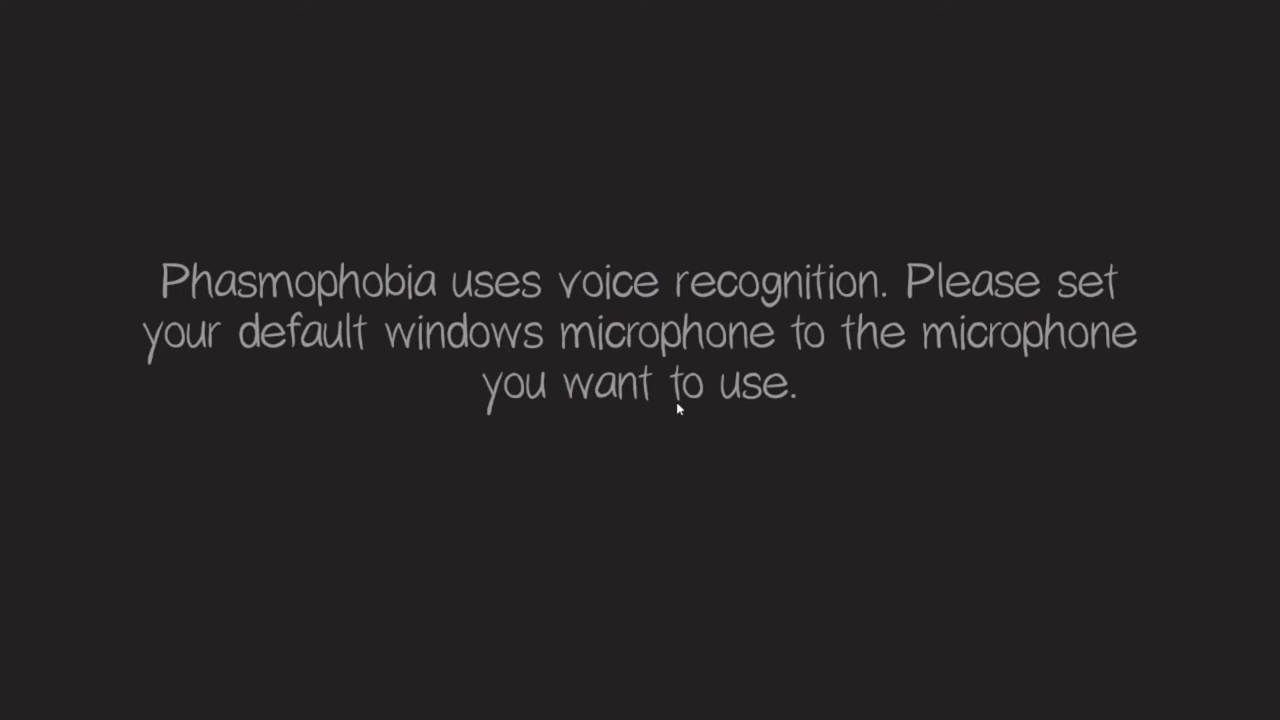 Phasmophobia uses voice recognition. Please set
your default windows microphone to the microphone
you want to use.